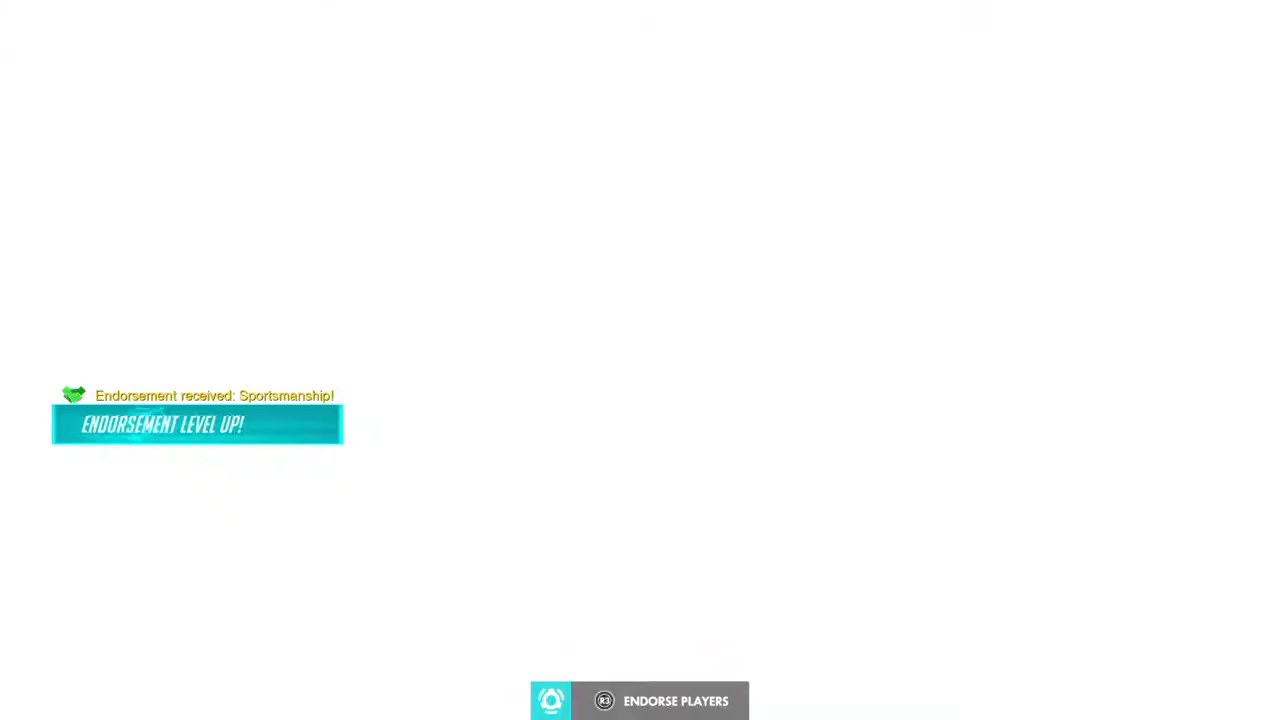 Endorsement received: Sportsmanship!
ENDORSEMENT LEVEL UP!
R3 ENDORSE PLAYERS